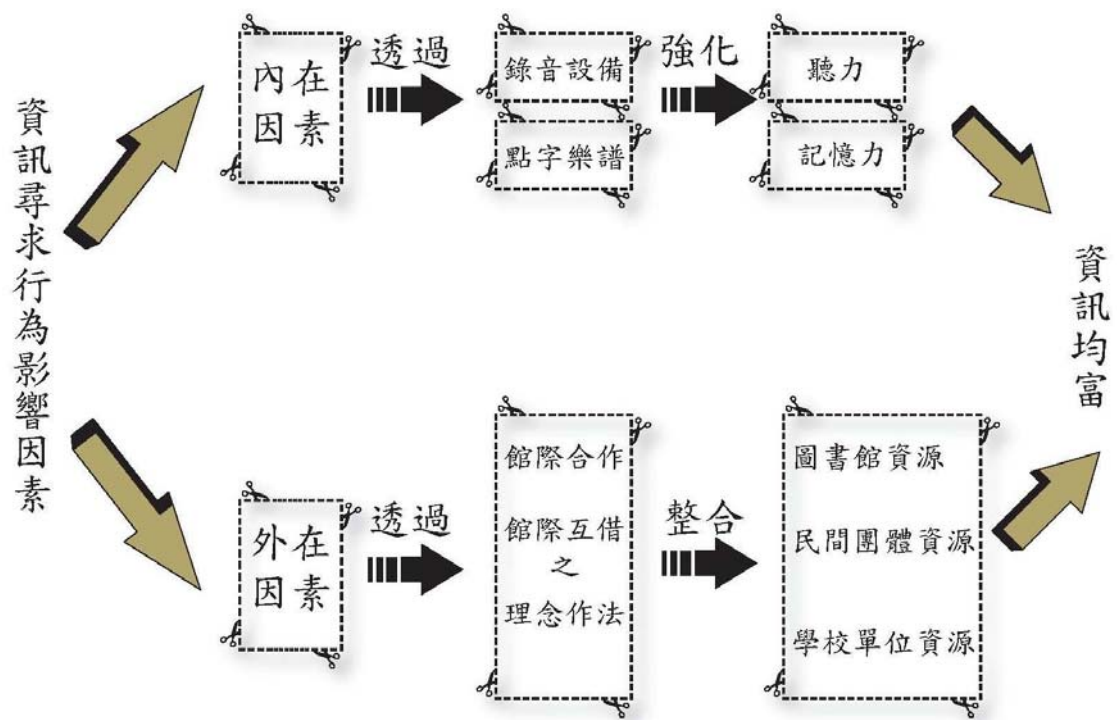 資訊尋求行為影響因素
內在
因素
透過
錄音設備
點字樂譜
強化
聽力
記憶力
外在
因素
透過
館際合作
館際互借
之
理念作法
整合
圖書館資源
民間團體資源
學校單位資源
資訊均富